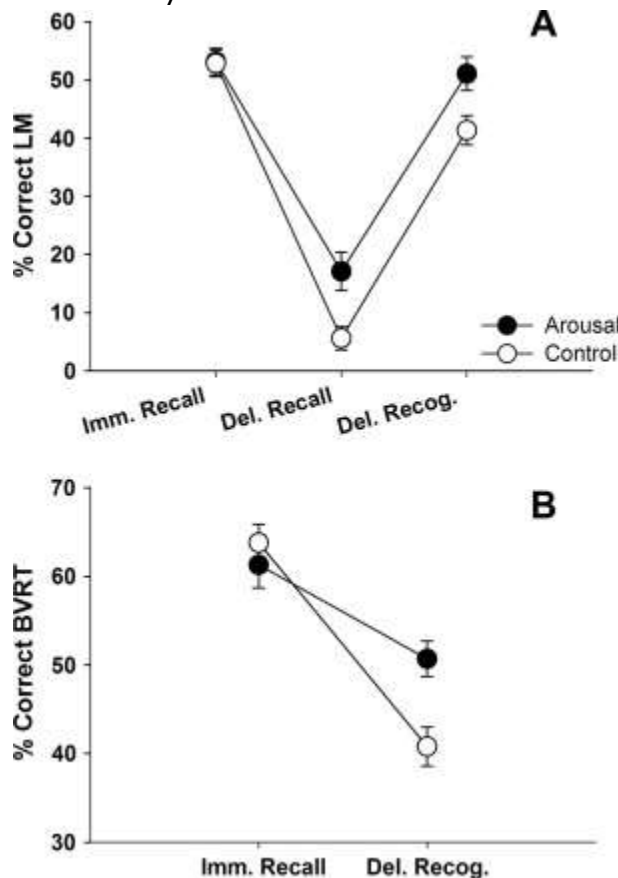 A
60
50
40
30
20
10
0
% Correct LM
Arousal
Control
Imm. Recall
Del. Recall
Del. Recog.
B
70
60
50
40
30
% Correct BVRT
Imm. Recall
Del. Recog.